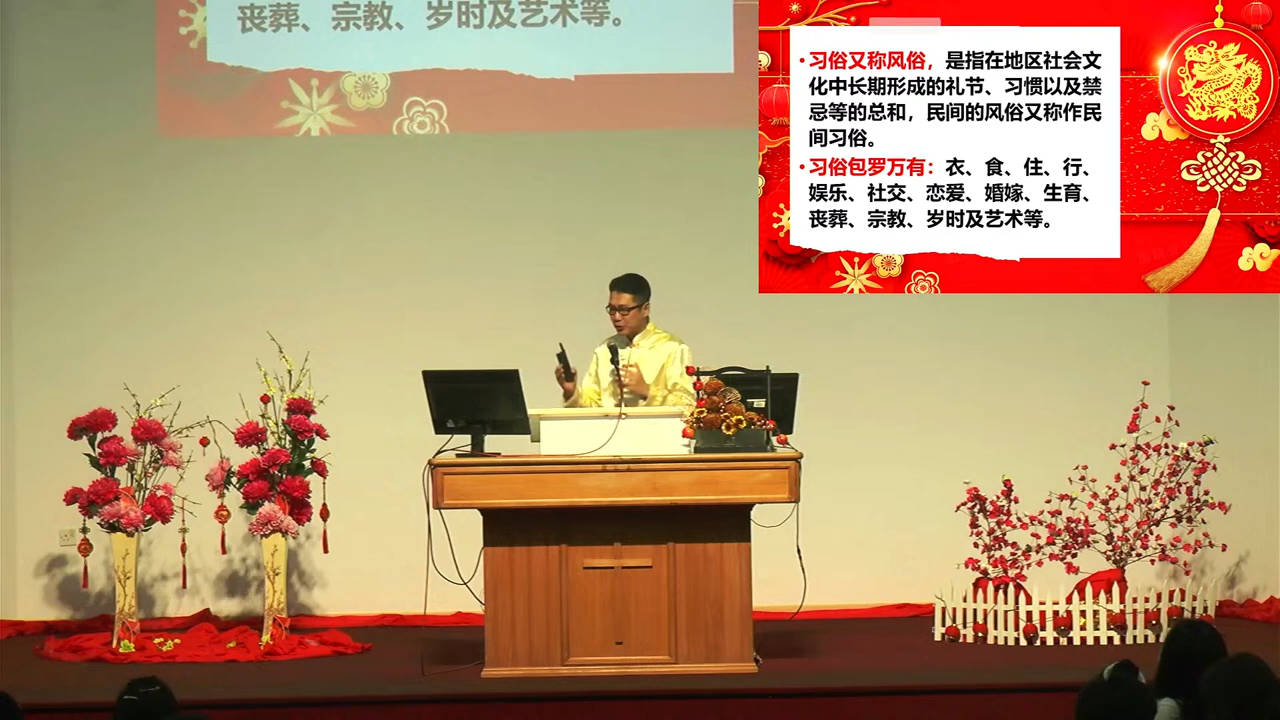 丧葬、宗教、岁时及艺术等。
•习俗又称风俗，是指在地区社会文
化中长期形成的礼节、习惯以及禁
忌等的总和，民间的风俗又称作民
间习俗。
•习俗包罗万有：衣、食、住、行、
娱乐、社交、恋爱、婚嫁、生育、
丧葬、宗教、岁时及艺术等。